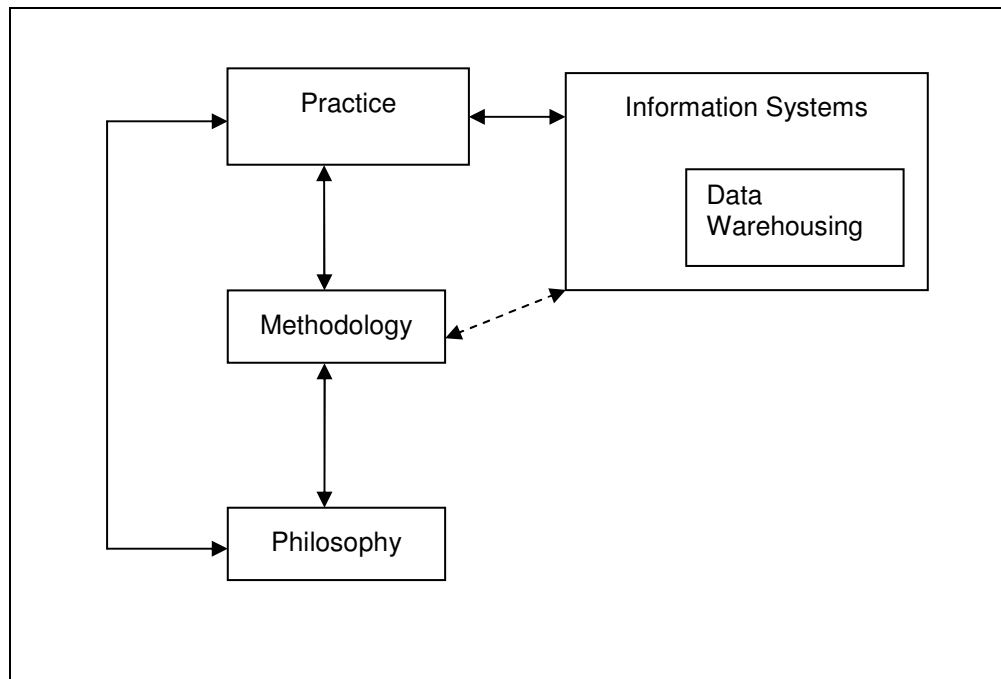 Practice
Information Systems
Data
Warehousing
Methodology
Philosophy